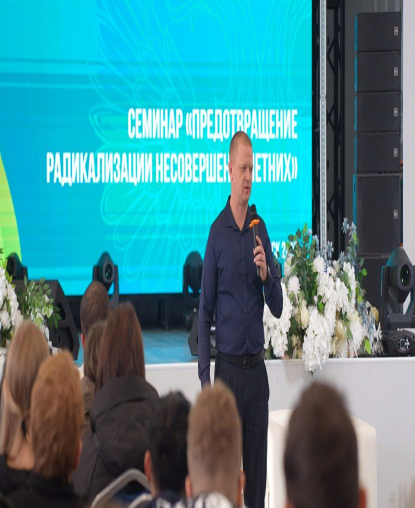 СЕМИНАР «ПРЕДОТВРАЩЕНИЕ
РАДИКАЛИЗАЦИИ НЕСОВЕРШЕННОЛЕТНИХ»